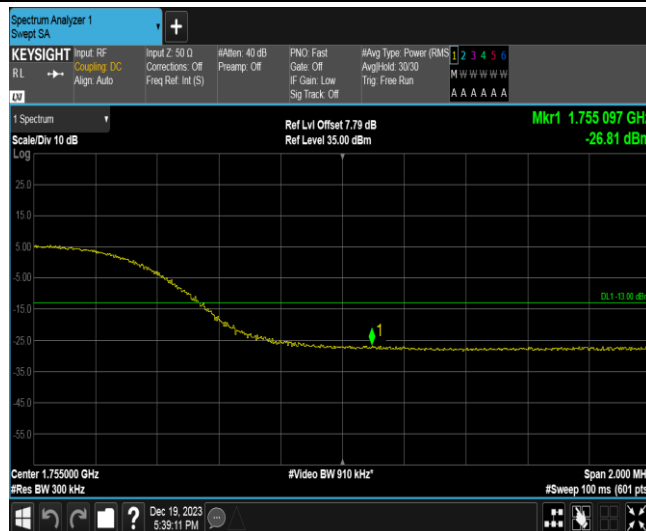 Spectrum Analyzer 1
Swept SA
+
KEYSIGHT
RL
Input: RF
Coupling: DC
Align: Auto
Input Z: 50 Ω
Corrections: Off
Freq Ref: Int (S)
#Atten: 40 dB
Preamp: Off
PNO: Fast
Gate: Off
IF Gain: Low
Sig Track: Off
#Avg Type: Power (RMS
Avg|Hold: 30/30
Trig: Free Run
1 2 3 4 5 6
M W W W W W
A A A A A A
LXI
1 Spectrum
Scale/Div 10 dB
Ref Lvl Offset 7.79 dB
Ref Level 35.00 dBm
Mkr1 1.755 097 GHz
-26.81 dBm
Log
25.0
15.0
5.00
-5.00
DL1 -13.00 dBm
-15.0
1
-25.0
-35.0
-45.0
-55.0
Center 1.755000 GHz
#Res BW 300 kHz
#Video BW 910 kHz*
Span 2.000 MH
#Sweep 100 ms (601 pts
?
Dec 19, 2023
5:39:11 PM